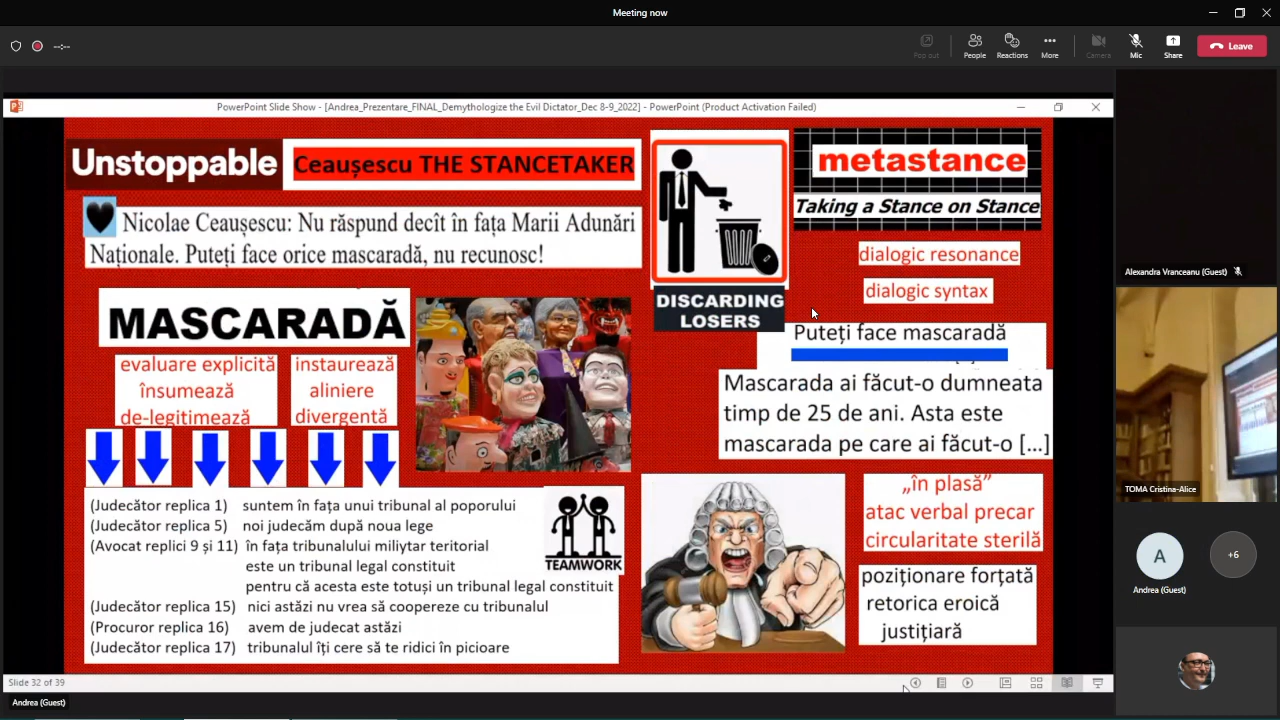 Meeting now
--:--
Pop out
People
Reactions
More
Camera
Mic
Share
Leave
PowerPoint Slide Show - [Andrea_Prezentare_FINAL_Demythologize the Evil Dictator_Dec 8-9_2022] - PowerPoint (Product Activation Failed)
Unstoppable
Ceaușescu THE STANCETAKER
Nicolae Ceaușescu: Nu răspund decît în fața Marii Adunări
Naționale. Puteți face orice mascaradă, nu recunosc!
MASCARADĂ
evaluare explicită
însumează
de-legitimează
instaurează
aliniere
divergentă
(Judecător replica 1) suntem în fața unui tribunal al poporului
(Judecător replica 5) noi judecăm după noua lege
(Avocat replici 9 și 11) în fața tribunalului miliytar teritorial
este un tribunal legal constituit
pentru că acesta este totuși un tribunal legal constituit
(Judecător replica 15) nici astăzi nu vrea să coopereze cu tribunalul
(Procuror replica 16) avem de judecat astăzi
(Judecător replica 17) tribunalul îți cere să te ridici în picioare
TEAMWORK
DISCARDING
LOSERS
metastance
Taking a Stance on Stance
dialogic resonance
dialogic syntax
Puteți face mascaradă
Mascarada ai făcut-o dumneata
timp de 25 de ani. Asta este
mascarada pe care ai făcut-o [...]
„în plasă”
atac verbal precar
circularitate sterilă
poziționare forțată
retorica eroică
justițiară
Slide 32 of 39
Andrea (Guest)
Alexandra Vranceanu (Guest)
TOMA Cristina-Alice
A
Andrea (Guest)
+6